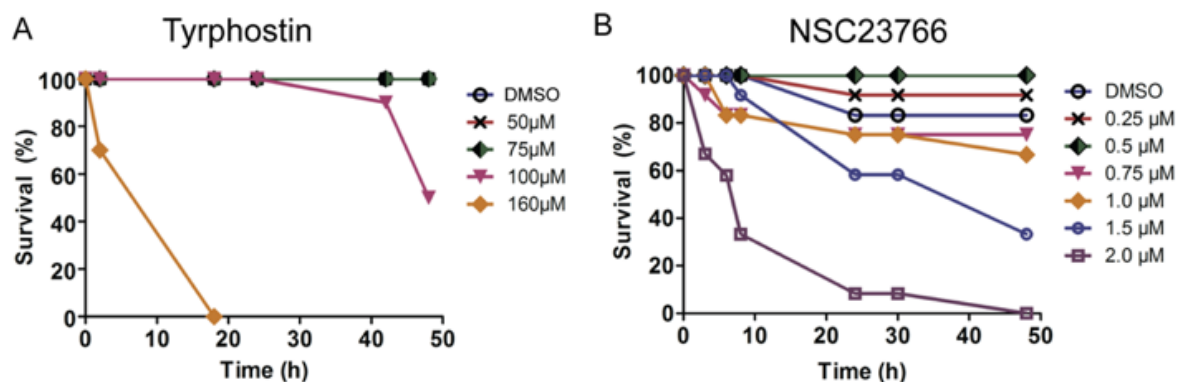 A
Tyrphostin
Survival (%)
100
80
60
40
20
0
0 10 20 30 40 50
Time (h)
DMSO
50µM
75µM
100µM
160µM
B
NSC23766
Survival (%)
100
80
60
40
20
0
0 10 20 30 40 50
Time (h)
DMSO
0.25 µM
0.5 µM
0.75 µM
1.0 µM
1.5 µM
2.0 µM